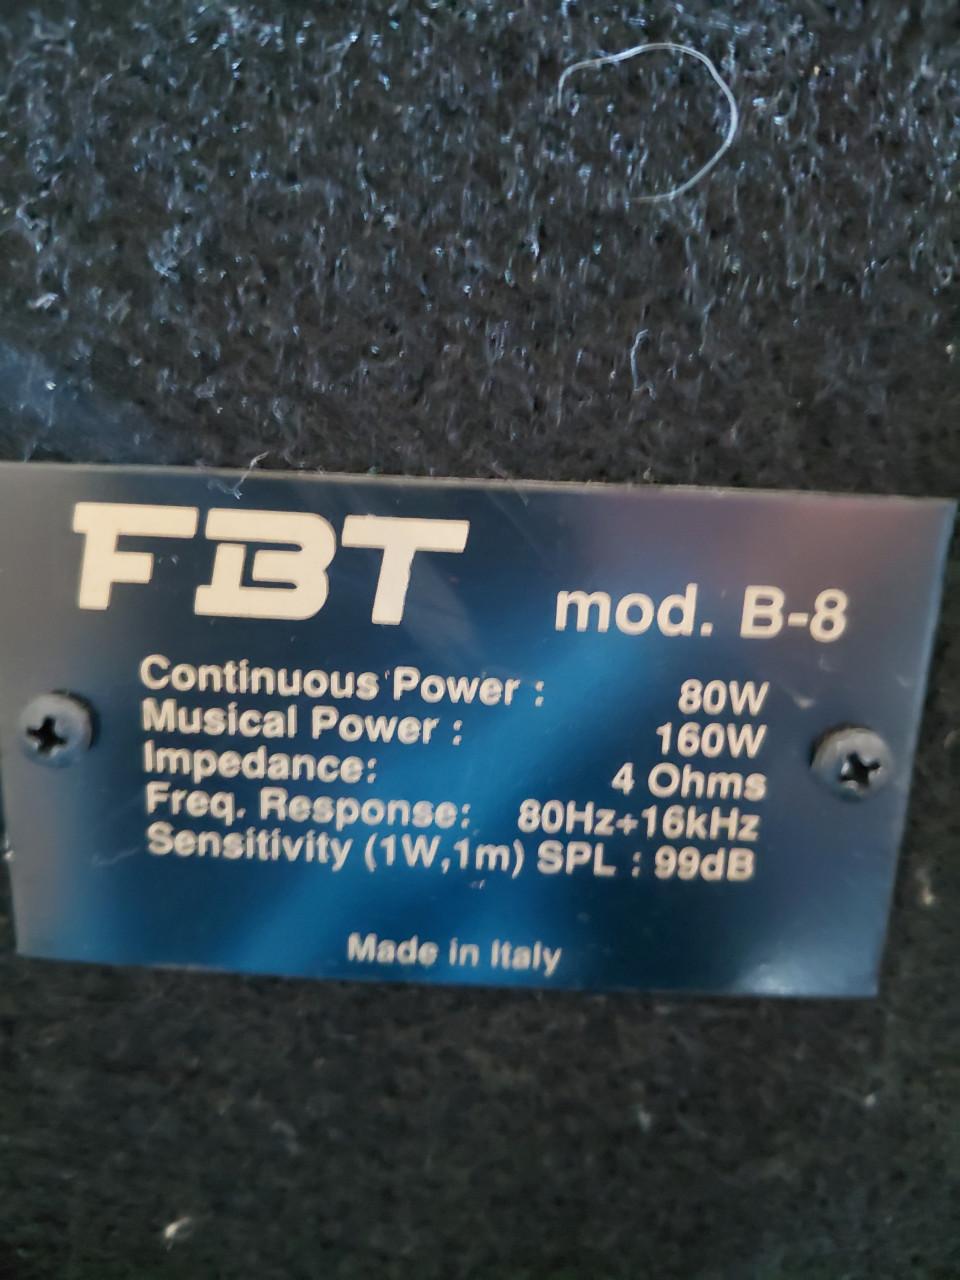 FBT mod. B-8
Continuous Power : 80W
Musical Power : 160W
Impedance: 4 Ohms
Freq. Response: 80Hz÷16kHz
Sensitivity (1W,1m) SPL : 99dB
Made in Italy